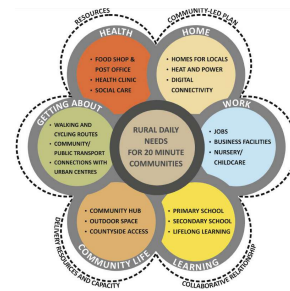 RESOURCES
COMMUNITY-LED PLAN
HEALTH
• FOOD SHOP &
POST OFFICE
• HEALTH CLINIC
• SOCIAL CARE
HOME
• HOMES FOR LOCALS
• HEAT AND POWER
• DIGITAL
CONNECTIVITY
GETTING ABOUT
• WALKING AND
CYCLING ROUTES
• COMMUNITY/
PUBLIC TRANSPORT
• CONNECTIONS WITH
URBAN CENTRES
RURAL DAILY
NEEDS
FOR 20 MINUTE
COMMUNITIES
WORK
• JOBS
• BUSINESS FACILITIES
• NURSERY/
CHILDCARE
• COMMUNITY HUB
• OUTDOOR SPACE
• COUNTYSIDE ACCESS
COMMUNITY LIFE
• PRIMARY SCHOOL
• SECONDARY SCHOOL
• LIFELONG LEARNING
LEARNING
DELIVERY RESOURCES AND CAPACITY
COLLABORATIVE RELATIONSHIP